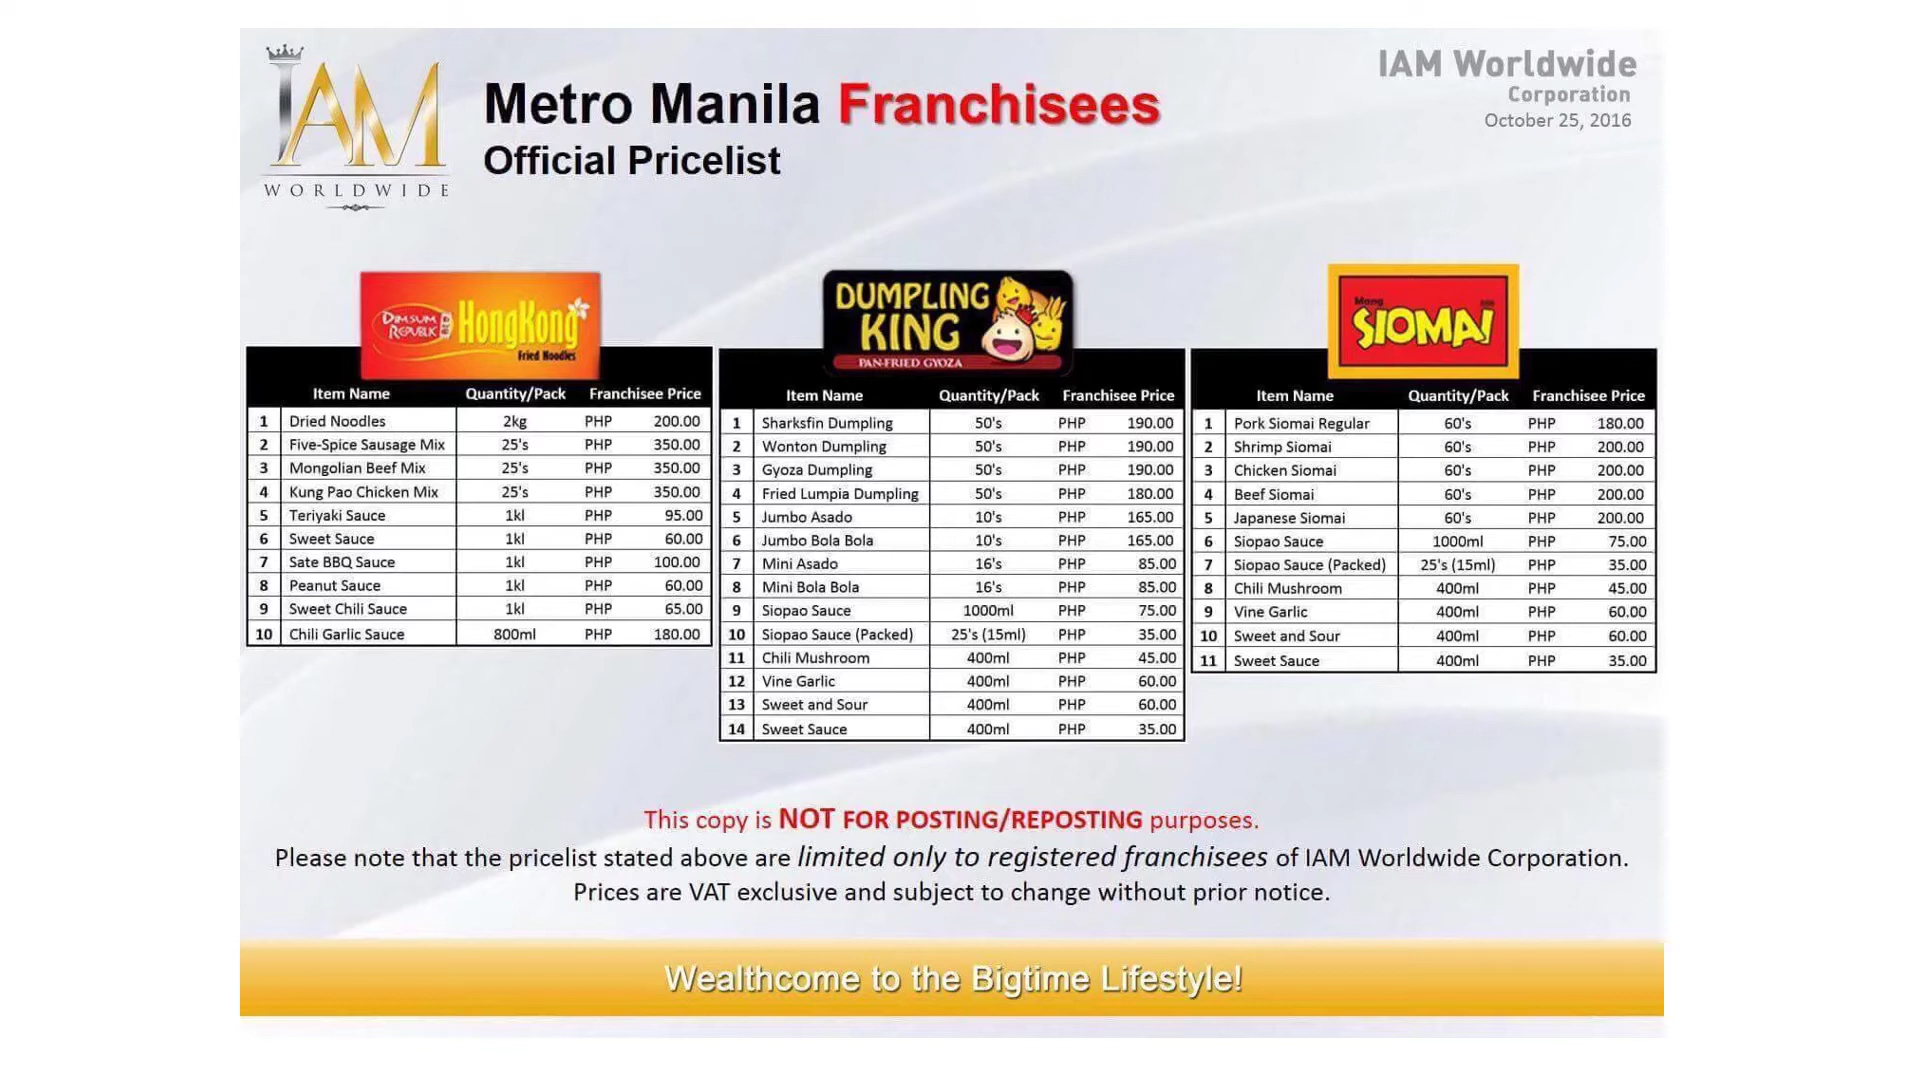 IAM
WORLDWIDE
Metro Manila Franchisees
Official Pricelist
IAM Worldwide
Corporation
October 25, 2016
DIMSUM REPUBLIK HongKong
Fried Noodles
Item Name Quantity/Pack Franchisee Price
1 Dried Noodles 2kg PHP 200.00
2 Five-Spice Sausage Mix 25's PHP 350.00
3 Mongolian Beef Mix 25's PHP 350.00
4 Kung Pao Chicken Mix 25's PHP 350.00
5 Teriyaki Sauce 1kl PHP 95.00
6 Sweet Sauce 1kl PHP 60.00
7 Sate BBQ Sauce 1kl PHP 100.00
8 Peanut Sauce 1kl PHP 60.00
9 Sweet Chili Sauce 1kl PHP 65.00
10 Chili Garlic Sauce 800ml PHP 180.00
DUMPLING
KING
PAN-FRIED GYOZA
Item Name Quantity/Pack Franchisee Price
1 Sharksfin Dumpling 50's PHP 190.00
2 Wonton Dumpling 50's PHP 190.00
3 Gyoza Dumpling 50's PHP 190.00
4 Fried Lumpia Dumpling 50's PHP 180.00
5 Jumbo Asado 10's PHP 165.00
6 Jumbo Bola Bola 10's PHP 165.00
7 Mini Asado 16's PHP 85.00
8 Mini Bola Bola 16's PHP 85.00
9 Siopao Sauce 1000ml PHP 75.00
10 Siopao Sauce (Packed) 25's (15ml) PHP 35.00
11 Chili Mushroom 400ml PHP 45.00
12 Vine Garlic 400ml PHP 60.00
13 Sweet and Sour 400ml PHP 60.00
14 Sweet Sauce 400ml PHP 35.00
Mang
SIOMAI
Item Name Quantity/Pack Franchisee Price
1 Pork Siomai Regular 60's PHP 180.00
2 Shrimp Siomai 60's PHP 200.00
3 Chicken Siomai 60's PHP 200.00
4 Beef Siomai 60's PHP 200.00
5 Japanese Siomai 60's PHP 200.00
6 Siopao Sauce 1000ml PHP 75.00
7 Siopao Sauce (Packed) 25's (15ml) PHP 35.00
8 Chili Mushroom 400ml PHP 45.00
9 Vine Garlic 400ml PHP 60.00
10 Sweet and Sour 400ml PHP 60.00
11 Sweet Sauce 400ml PHP 35.00
This copy is NOT FOR POSTING/REPOSTING purposes.
Please note that the pricelist stated above are limited only to registered franchisees of IAM Worldwide Corporation.
Prices are VAT exclusive and subject to change without prior notice.
Wealthcome to the Bigtime Lifestyle!